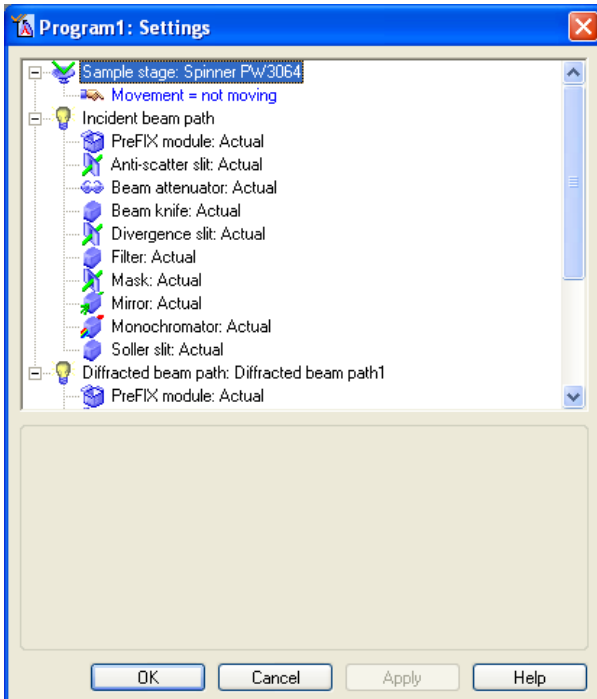 Program1: Settings
Sample stage: Spinner PW3064
Movement = not moving
Incident beam path
PreFIX module: Actual
Anti-scatter slit: Actual
Beam attenuator: Actual
Beam knife: Actual
Divergence slit: Actual
Filter: Actual
Mask: Actual
Mirror: Actual
Monochromator: Actual
Soller slit: Actual
Diffracted beam path: Diffracted beam path1
PreFIX module: Actual
OK Cancel Apply Help